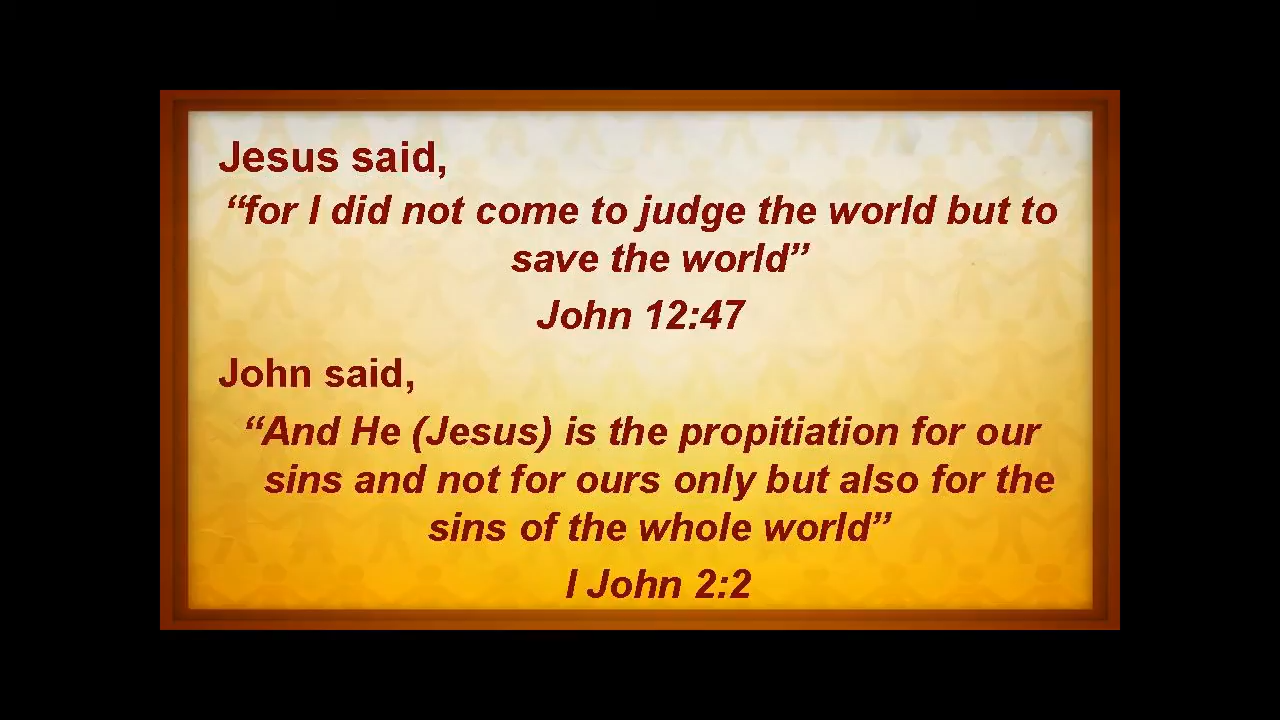 Jesus said,
“for I did not come to judge the world but to
save the world”
John 12:47
John said,
“And He (Jesus) is the propitiation for our
sins and not for ours only but also for the
sins of the whole world”
I John 2:2